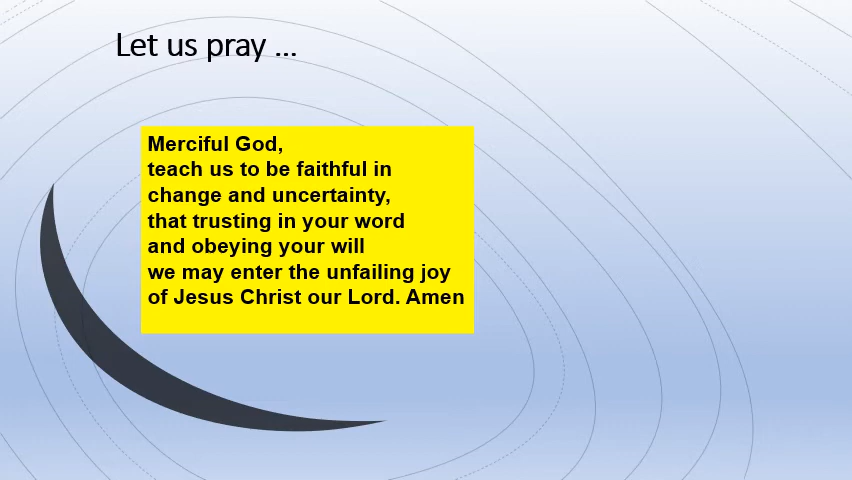 Let us pray ...
Merciful God,
teach us to be faithful in
change and uncertainty,
that trusting in your word
and obeying your will
we may enter the unfailing joy
of Jesus Christ our Lord. Amen